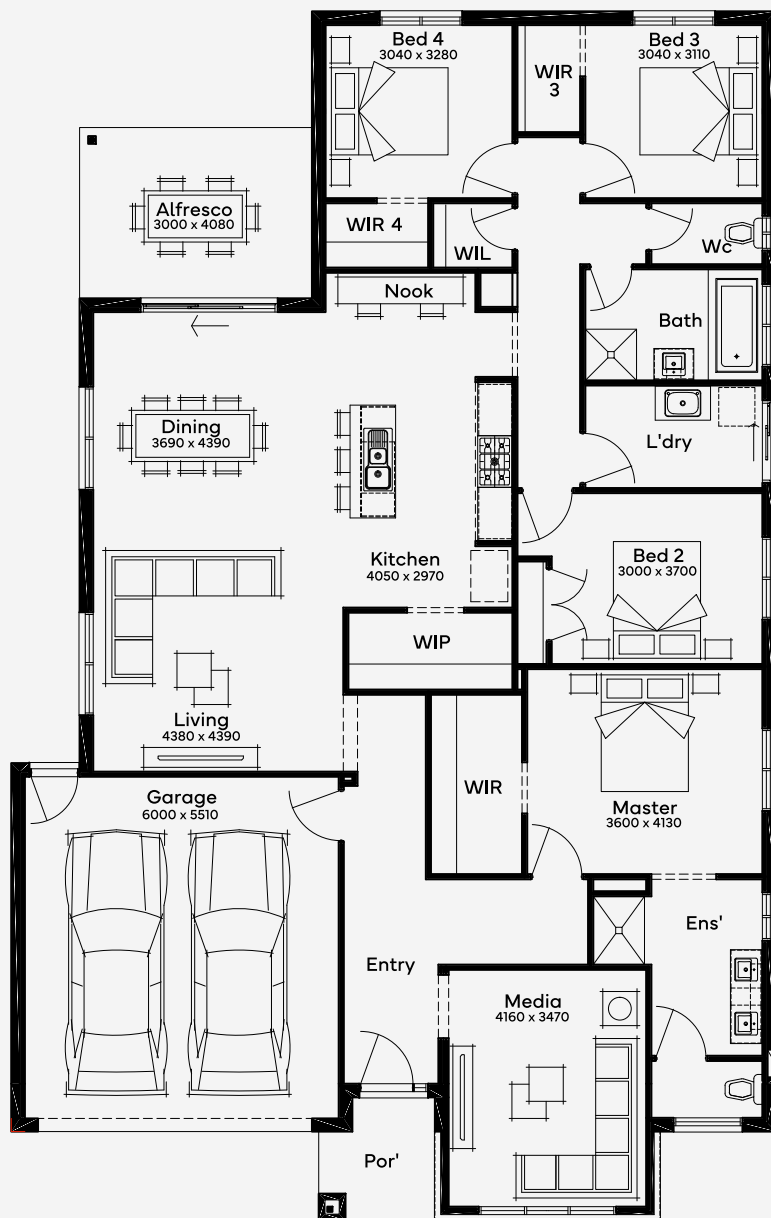 Bed 4
3040 x 3280
WIR
3
Bed 3
3040 x 3110
Alfresco
3000 x 4080
WIR 4
WIL
Wc
Nook
Bath
Dining
3690 x 4390
L'dry
Kitchen
4050 x 2970
Bed 2
3000 x 3700
WIP
Living
4380 x 4390
WIR
Master
3600 x 4130
Garage
6000 x 5510
Ens'
Entry
Media
4160 x 3470
Por'